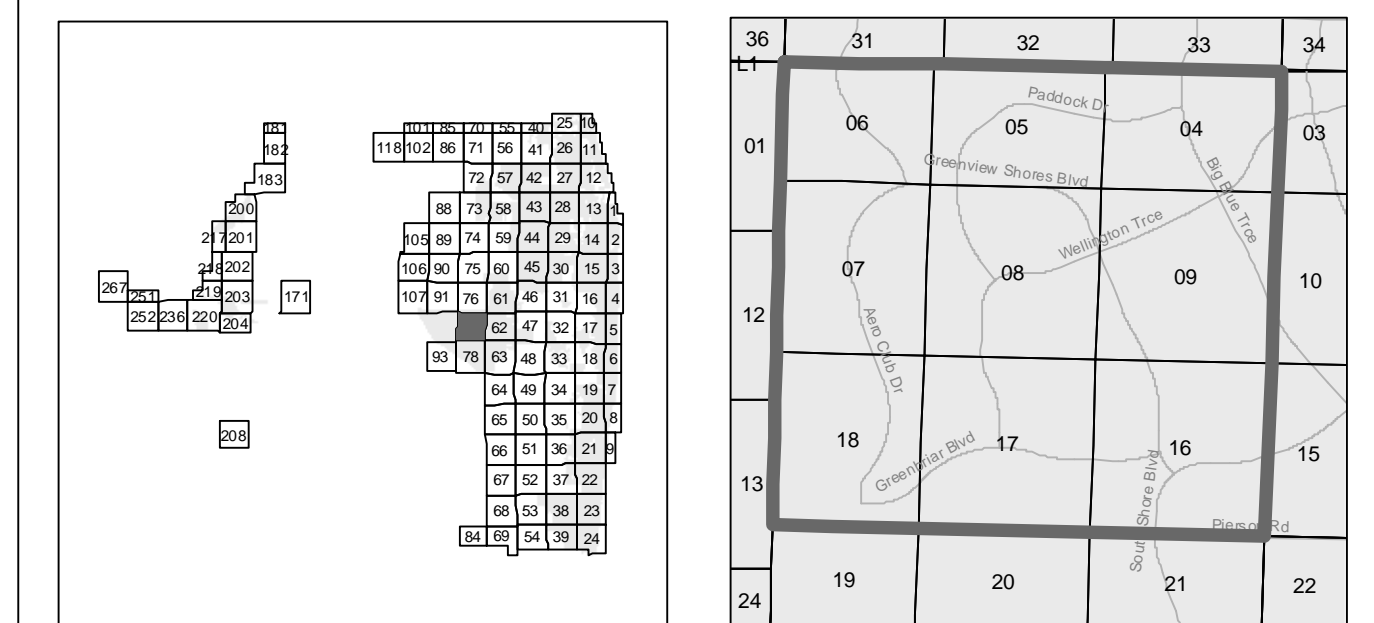 181
182
183
200
217 201
218 202
219 203
267
251
252 236 220 204
171
208
101 85 70 55 40 25 10
118 102 86 71 56 41 26 11
72 57 42 27 12
88 73 58 43 28 13 1
105 89 74 59 44 29 14 2
106 90 75 60 45 30 15 3
107 91 76 61 46 31 16 4
62 47 32 17 5
93 78 63 48 33 18 6
64 49 34 19 7
65 50 35 20 8
66 51 36 21 9
67 52 37 22
68 53 38 23
84 69 54 39 24
36 31 32 33 34
L1
Paddock Dr
01 06 05 04 03
Greenview Shores Blvd
Big Blue Trce
Wellington Trce
07 08 09 10
12
Aero Club Dr
18 17 16 15
Greenbriar Blvd
13
South Shore Blvd
Pierson Rd
24 19 20 21 22